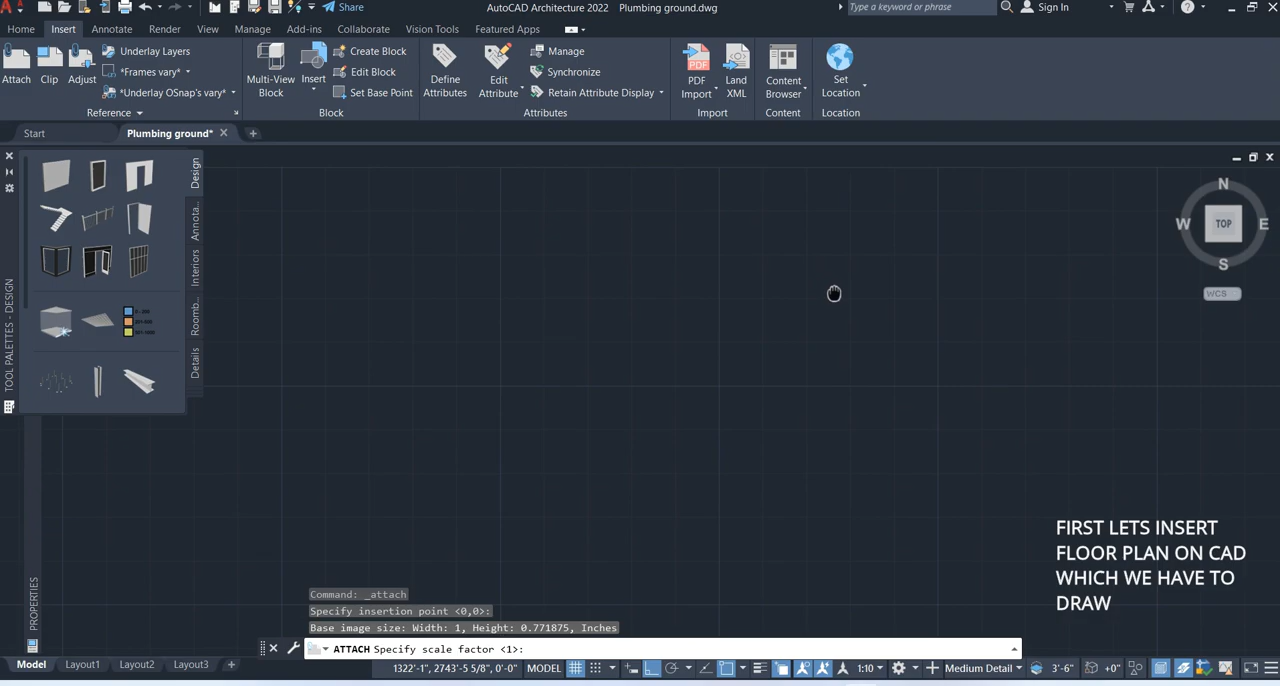 Share
AutoCAD Architecture 2022 Plumbing ground.dwg
Type a keyword or phrase
Sign In
Home Insert Annotate Render View Manage Add-ins Collaborate Vision Tools Featured Apps
Attach
Clip
Adjust
Underlay Layers
*Frames vary*
*Underlay OSnap's vary*
Reference
Multi-View
Block
Insert
Create Block
Edit Block
Set Base Point
Block
Define
Attributes
Edit
Attribute
Manage
Synchronize
Retain Attribute Display
Attributes
PDF
PDF
Import
Land
XML
Import
Content
Browser
Content
Set
Location
Location
Start
Plumbing ground*
Design
Annota...
Interiors
Roomb...
Details
TOOL PALETTES - DESIGN
N
W TOP E
S
WCS
FIRST LETS INSERT
FLOOR PLAN ON CAD
WHICH WE HAVE TO
DRAW
PROPERTIES
Command: _attach
Specify insertion point <0,0>:
Base image size: Width: 1, Height: 0.771875, Inches
ATTACH Specify scale factor <1>:
Model Layout1 Layout2 Layout3
1322'-1", 2743'-5 5/8", 0'-0" MODEL 1:10 Medium Detail 3'-6" +0"